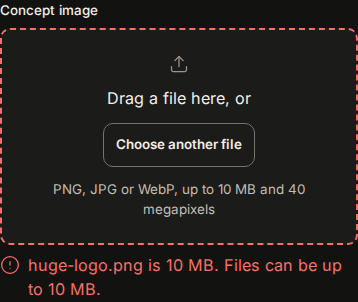 Concept image
Drag a file here, or
Choose another file
PNG, JPG or WebP, up to 10 MB and 40
megapixels
huge-logo.png is 10 MB. Files can be up
to 10 MB.